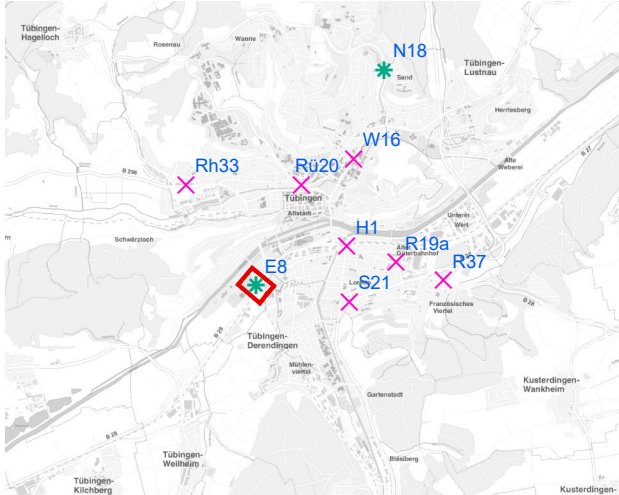 Tübingen-
Hagelloch
Rosenau
Wanne
N18
Sand
Tübingen-
Lustnau
Herrlesberg
W16
B 27
Alte
Weberei
B 296
Rh33
Rü20
Tübingen
Altstadt
Unterer
Wert
Schwärzloch
H1
Alter
Güterbahnhof
R19a
R37
E8
S21
Französisches
Viertel
B 28
Tübingen-
Derendingen
Mühlen-
viertel
Gartenstadt
Kusterdingen-
Wankheim
B 28
Tübingen-
Weilheim
Bläsiberg
Tübingen-
Kilchberg
Kusterdingen-